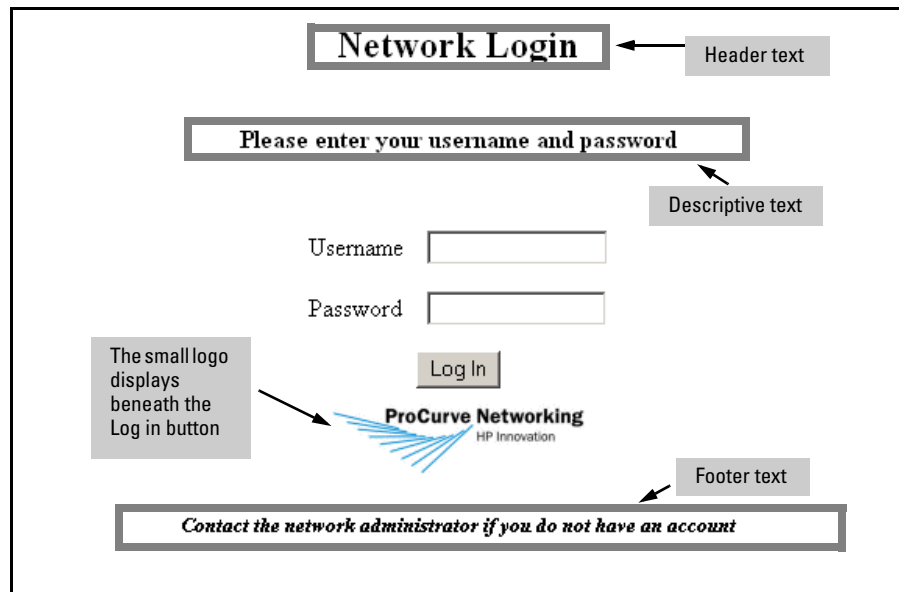 Network Login
Header text
Please enter your username and password
Descriptive text
Username
Password
The small logo
displays
beneath the
Log in button
Log In
ProCurve Networking
HP Innovation
Footer text
Contact the network administrator if you do not have an account